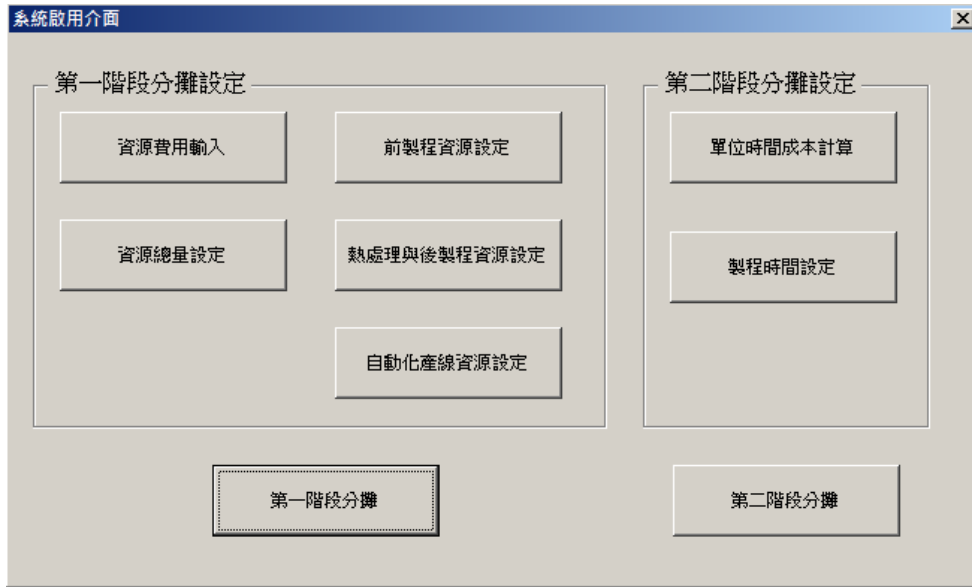 系統啟用介面
第一階段分攤設定
資源費用輸入
前製程資源設定
資源總量設定
熱處理與後製程資源設定
自動化產線資源設定
第二階段分攤設定
單位時間成本計算
製程時間設定
第一階段分攤
第二階段分攤